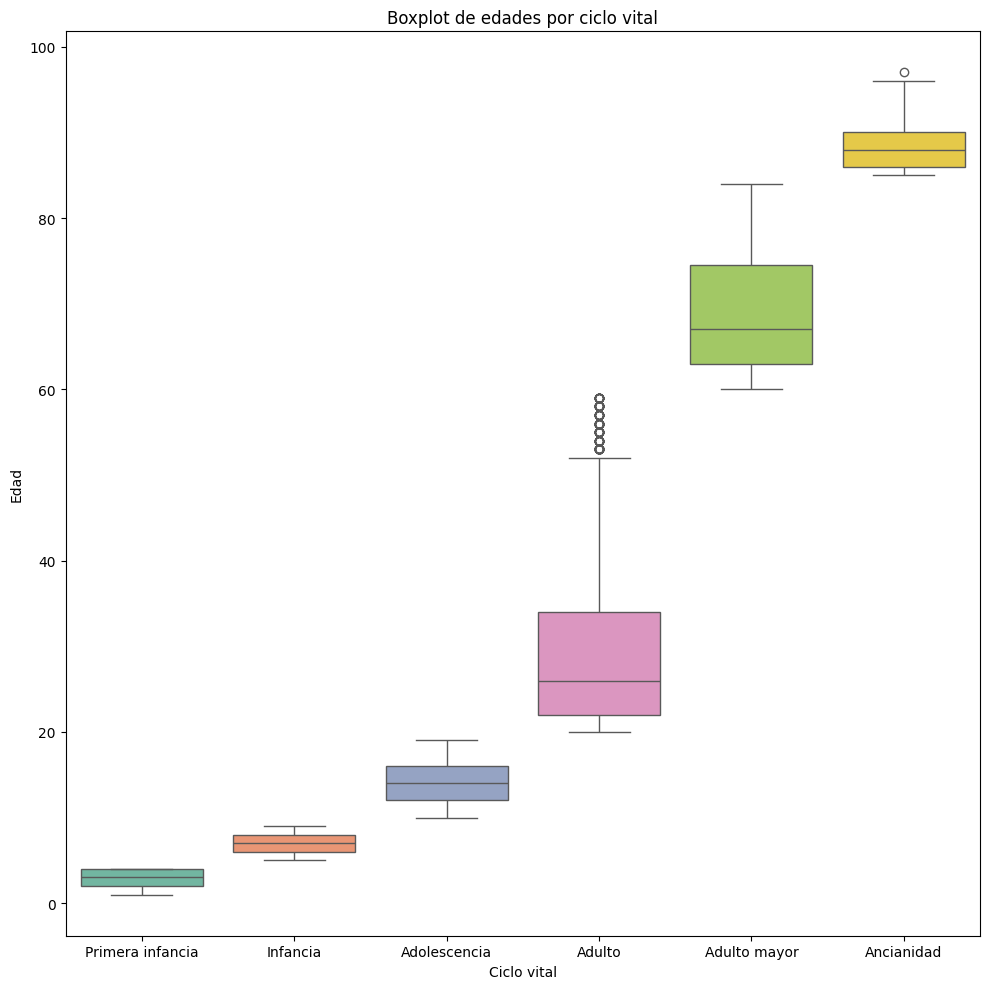 Boxplot de edades por ciclo vital
100
80
60
40
20
0
Edad
Primera infancia
Infancia
Adolescencia
Adulto
Adulto mayor
Ancianidad
Ciclo vital